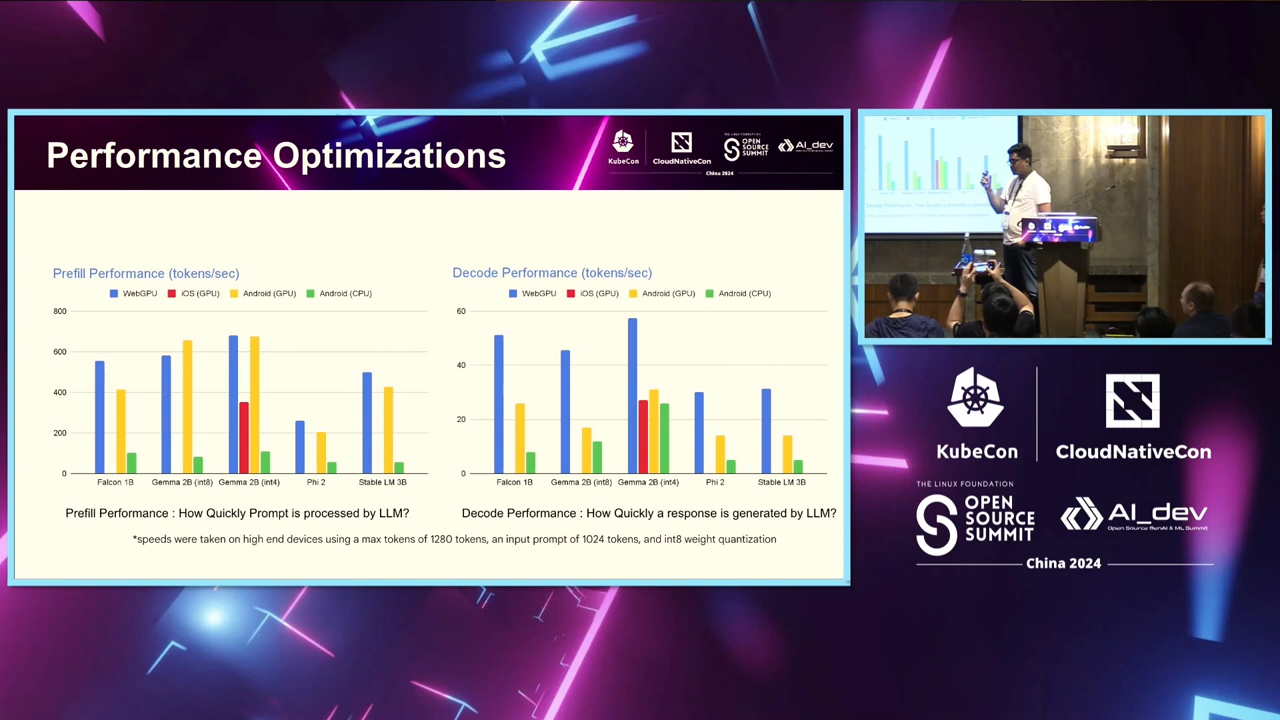 Performance Optimizations
KubeCon
CloudNativeCon
THE LINUX FOUNDATION
OPEN
SOURCE
SUMMIT
AI_dev
China 2024
Prefill Performance (tokens/sec)
WebGPU iOS (GPU) Android (GPU) Android (CPU)
800
600
400
200
0
Falcon 1B Gemma 2B (int8) Gemma 2B (int4) Phi 2 Stable LM 3B
Prefill Performance : How Quickly Prompt is processed by LLM?
Decode Performance (tokens/sec)
WebGPU iOS (GPU) Android (GPU) Android (CPU)
60
40
20
0
Falcon 1B Gemma 2B (int8) Gemma 2B (int4) Phi 2 Stable LM 3B
Decode Performance : How Quickly a response is generated by LLM?
*speeds were taken on high end devices using a max tokens of 1280 tokens, an input prompt of 1024 tokens, and int8 weight quantization
KubeCon
CloudNativeCon
THE LINUX FOUNDATION
OPEN
SOURCE
SUMMIT
AI_dev
Open Source GenAI & ML Summit
China 2024